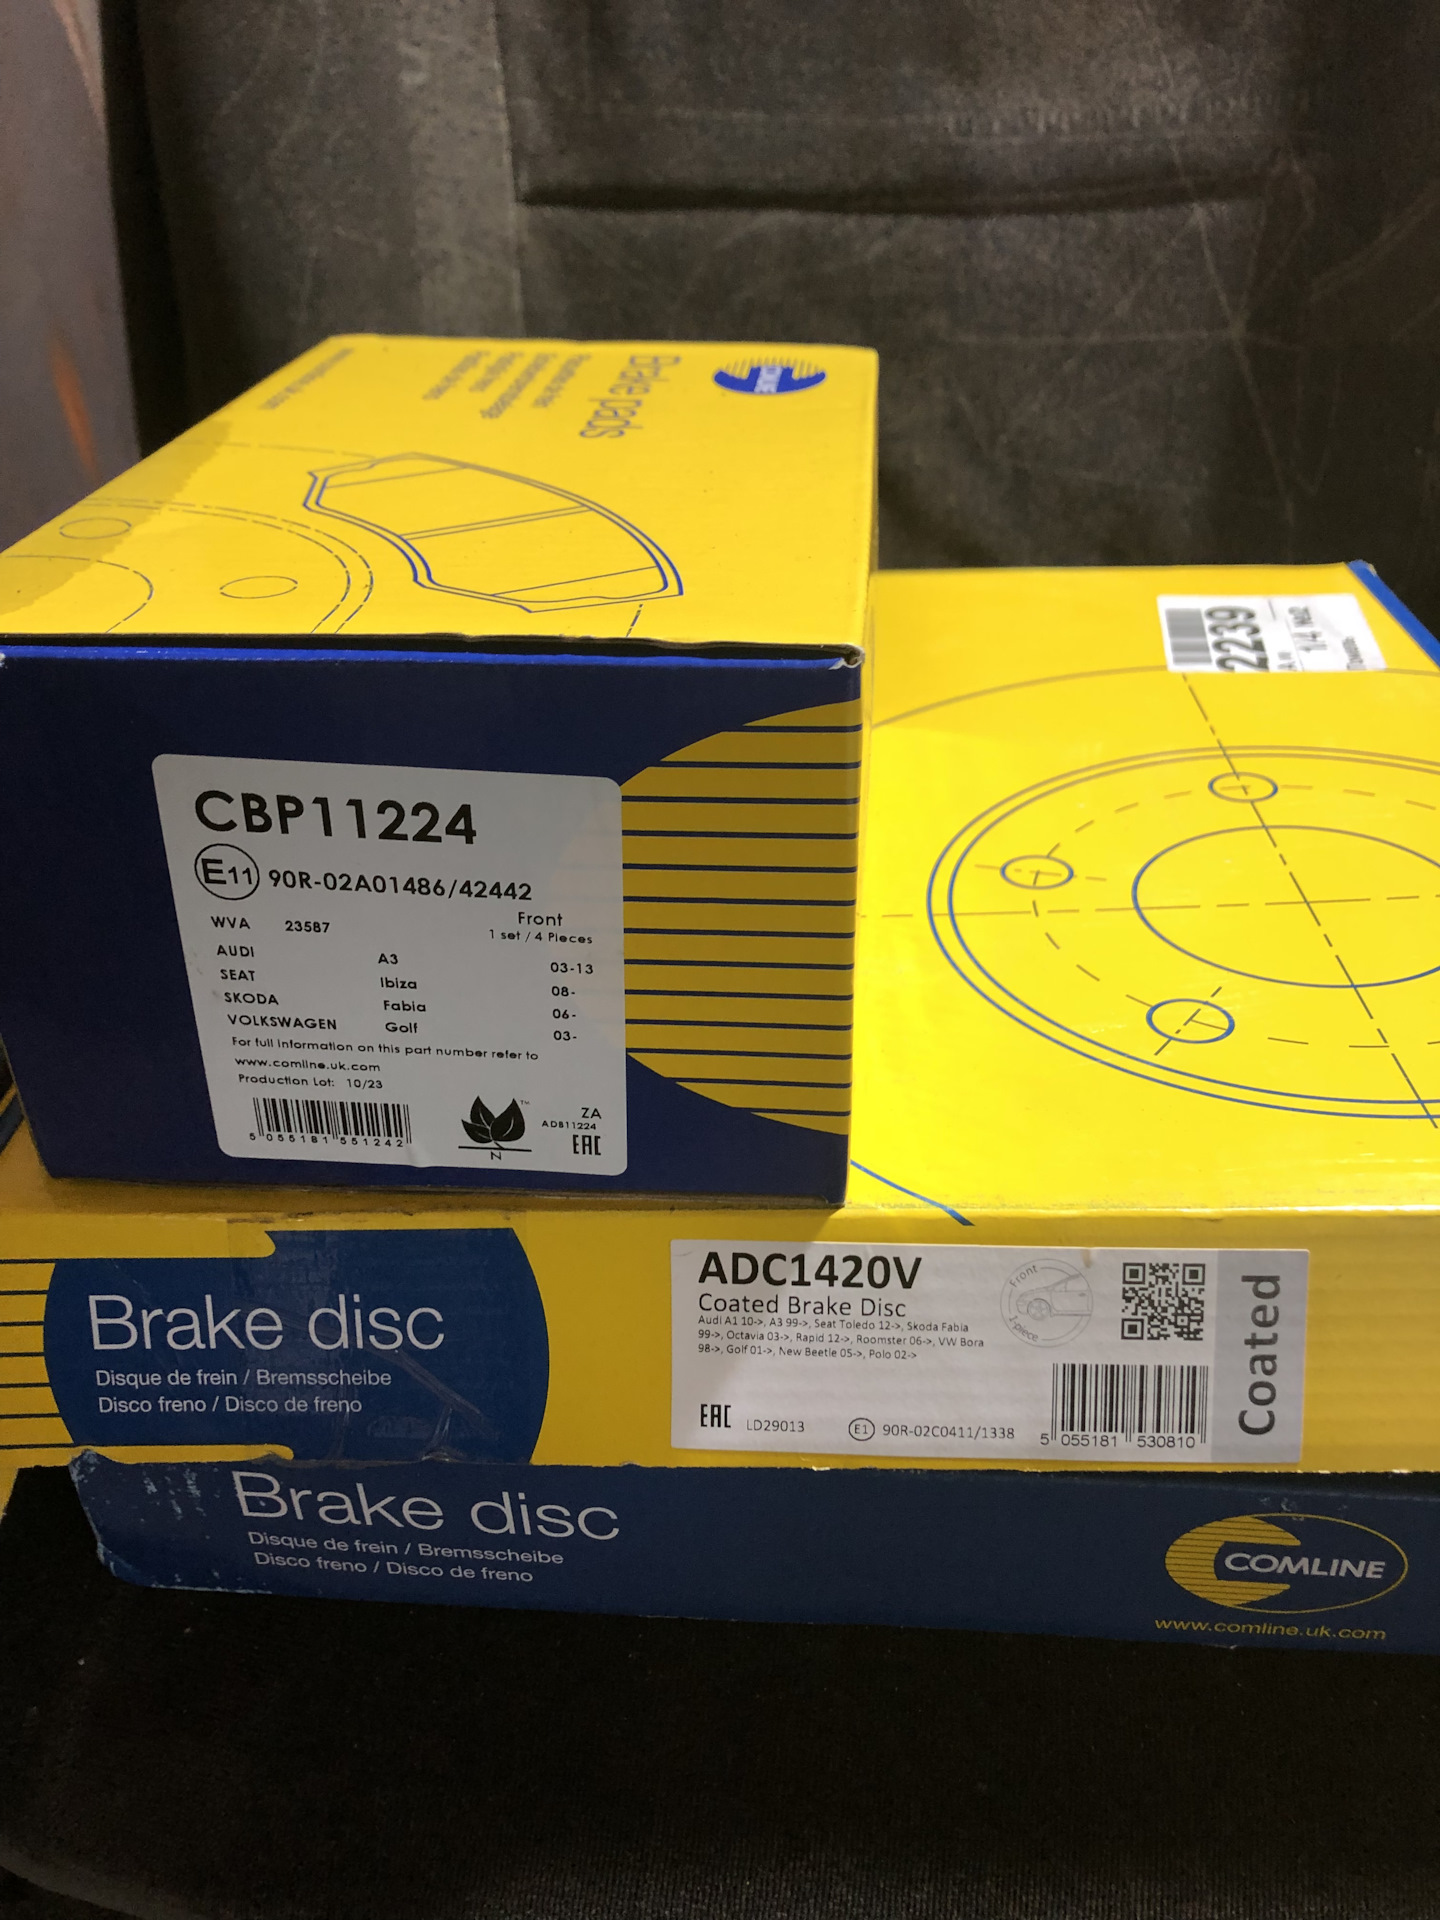 COMLINE
Brake pads
2239
CBP11224
E11 90R-02A01486/42442
WVA 23587 Front
1 set / 4 Pieces
AUDI A3 03-13
SEAT Ibiza 08-
SKODA Fabia 06-
VOLKSWAGEN Golf 03-
For full information on this part number refer to
www.comline.uk.com
Production Lot: 10/23
5 055181 551242
N
TM
ZA
ADB11224
EAC
Brake disc
Disque de frein / Bremsscheibe
Disco freno / Disco de freno
ADC1420V
Coated Brake Disc
Audi A1 10->, A3 99->, Seat Toledo 12->, Skoda Fabia
99->, Octavia 03->, Rapid 12->, Roomster 06->, VW Bora
98->, Golf 01->, New Beetle 05->, Polo 02->
Front
1-piece
EAC LD29013 E1 90R-02C0411/1338
5 055181 530810
Coated
Brake disc
Disque de frein / Bremsscheibe
Disco freno / Disco de freno
COMLINE
www.comline.uk.com